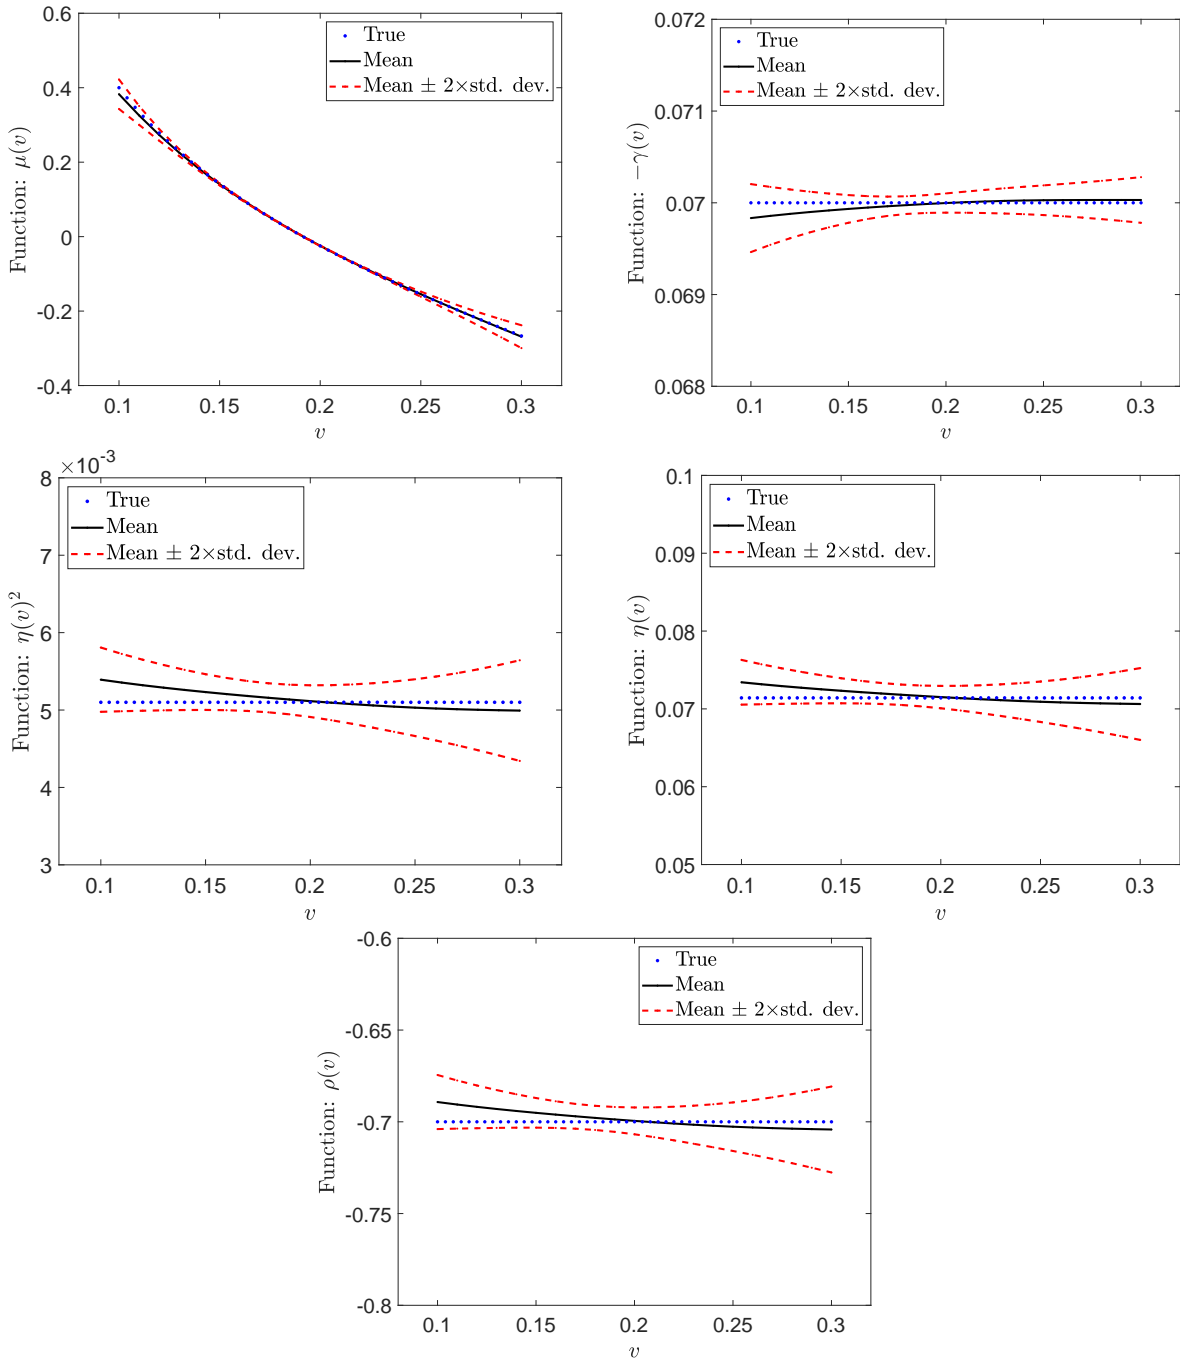 0.6
0.4
0.2
0
-0.2
-0.4
0.1
0.15
0.2
0.25
0.3
v
Function: μ(v)
True
Mean
Mean ± 2×std. dev.
0.072
0.071
0.07
0.069
0.068
0.1
0.15
0.2
0.25
0.3
v
Function: −γ(v)
True
Mean
Mean ± 2×std. dev.
×10-3
8
7
6
5
4
3
0.1
0.15
0.2
0.25
0.3
v
Function: η(v)²
True
Mean
Mean ± 2×std. dev.
0.1
0.09
0.08
0.07
0.06
0.05
0.1
0.15
0.2
0.25
0.3
v
Function: η(v)
True
Mean
Mean ± 2×std. dev.
-0.6
-0.65
-0.7
-0.75
-0.8
0.1
0.15
0.2
0.25
0.3
v
Function: ρ(v)
True
Mean
Mean ± 2×std. dev.